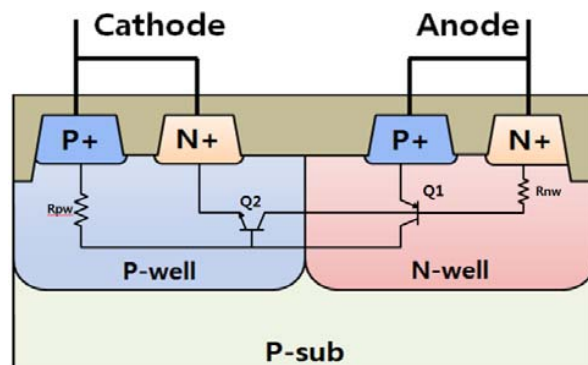 Cathode Anode
P+ N+ P+ N+
Rpw Q2 Q1 Rnw
P-well N-well
P-sub